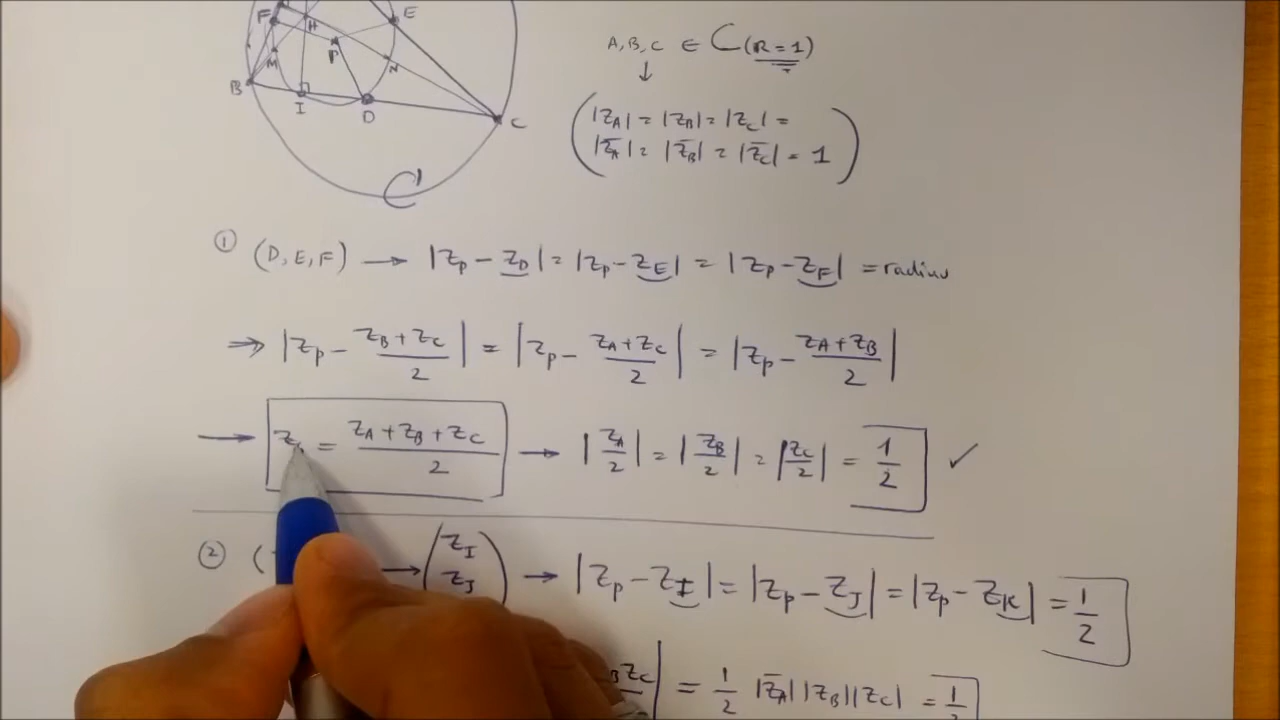 F
H
E
P
M
N
B
I
D
C
C
A, B, C ∈ C (R = 1)
↓
|z_A| = |z_B| = |z_C| =
|z̅_A| = |z̅_B| = |z̅_C| = 1
① (D, E, F) → |z_P − z_D| = |z_P − z_E| = |z_P − z_F| = radius
⇒ |z_P − (z_B + z_C)/2| = |z_P − (z_A + z_C)/2| = |z_P − (z_A + z_B)/2|
→ z = (z_A + z_B + z_C)/2 → |z_A/2| = |z_B/2| = |z_C/2| = 1/2 ✓
② ( → (z_I z_J ) → |z_P − z_I| = |z_P − z_J| = |z_P − z_K| = 1/2
_B z_C| = 1/2 |z̅_A| |z_B| |z_C| = 1/2